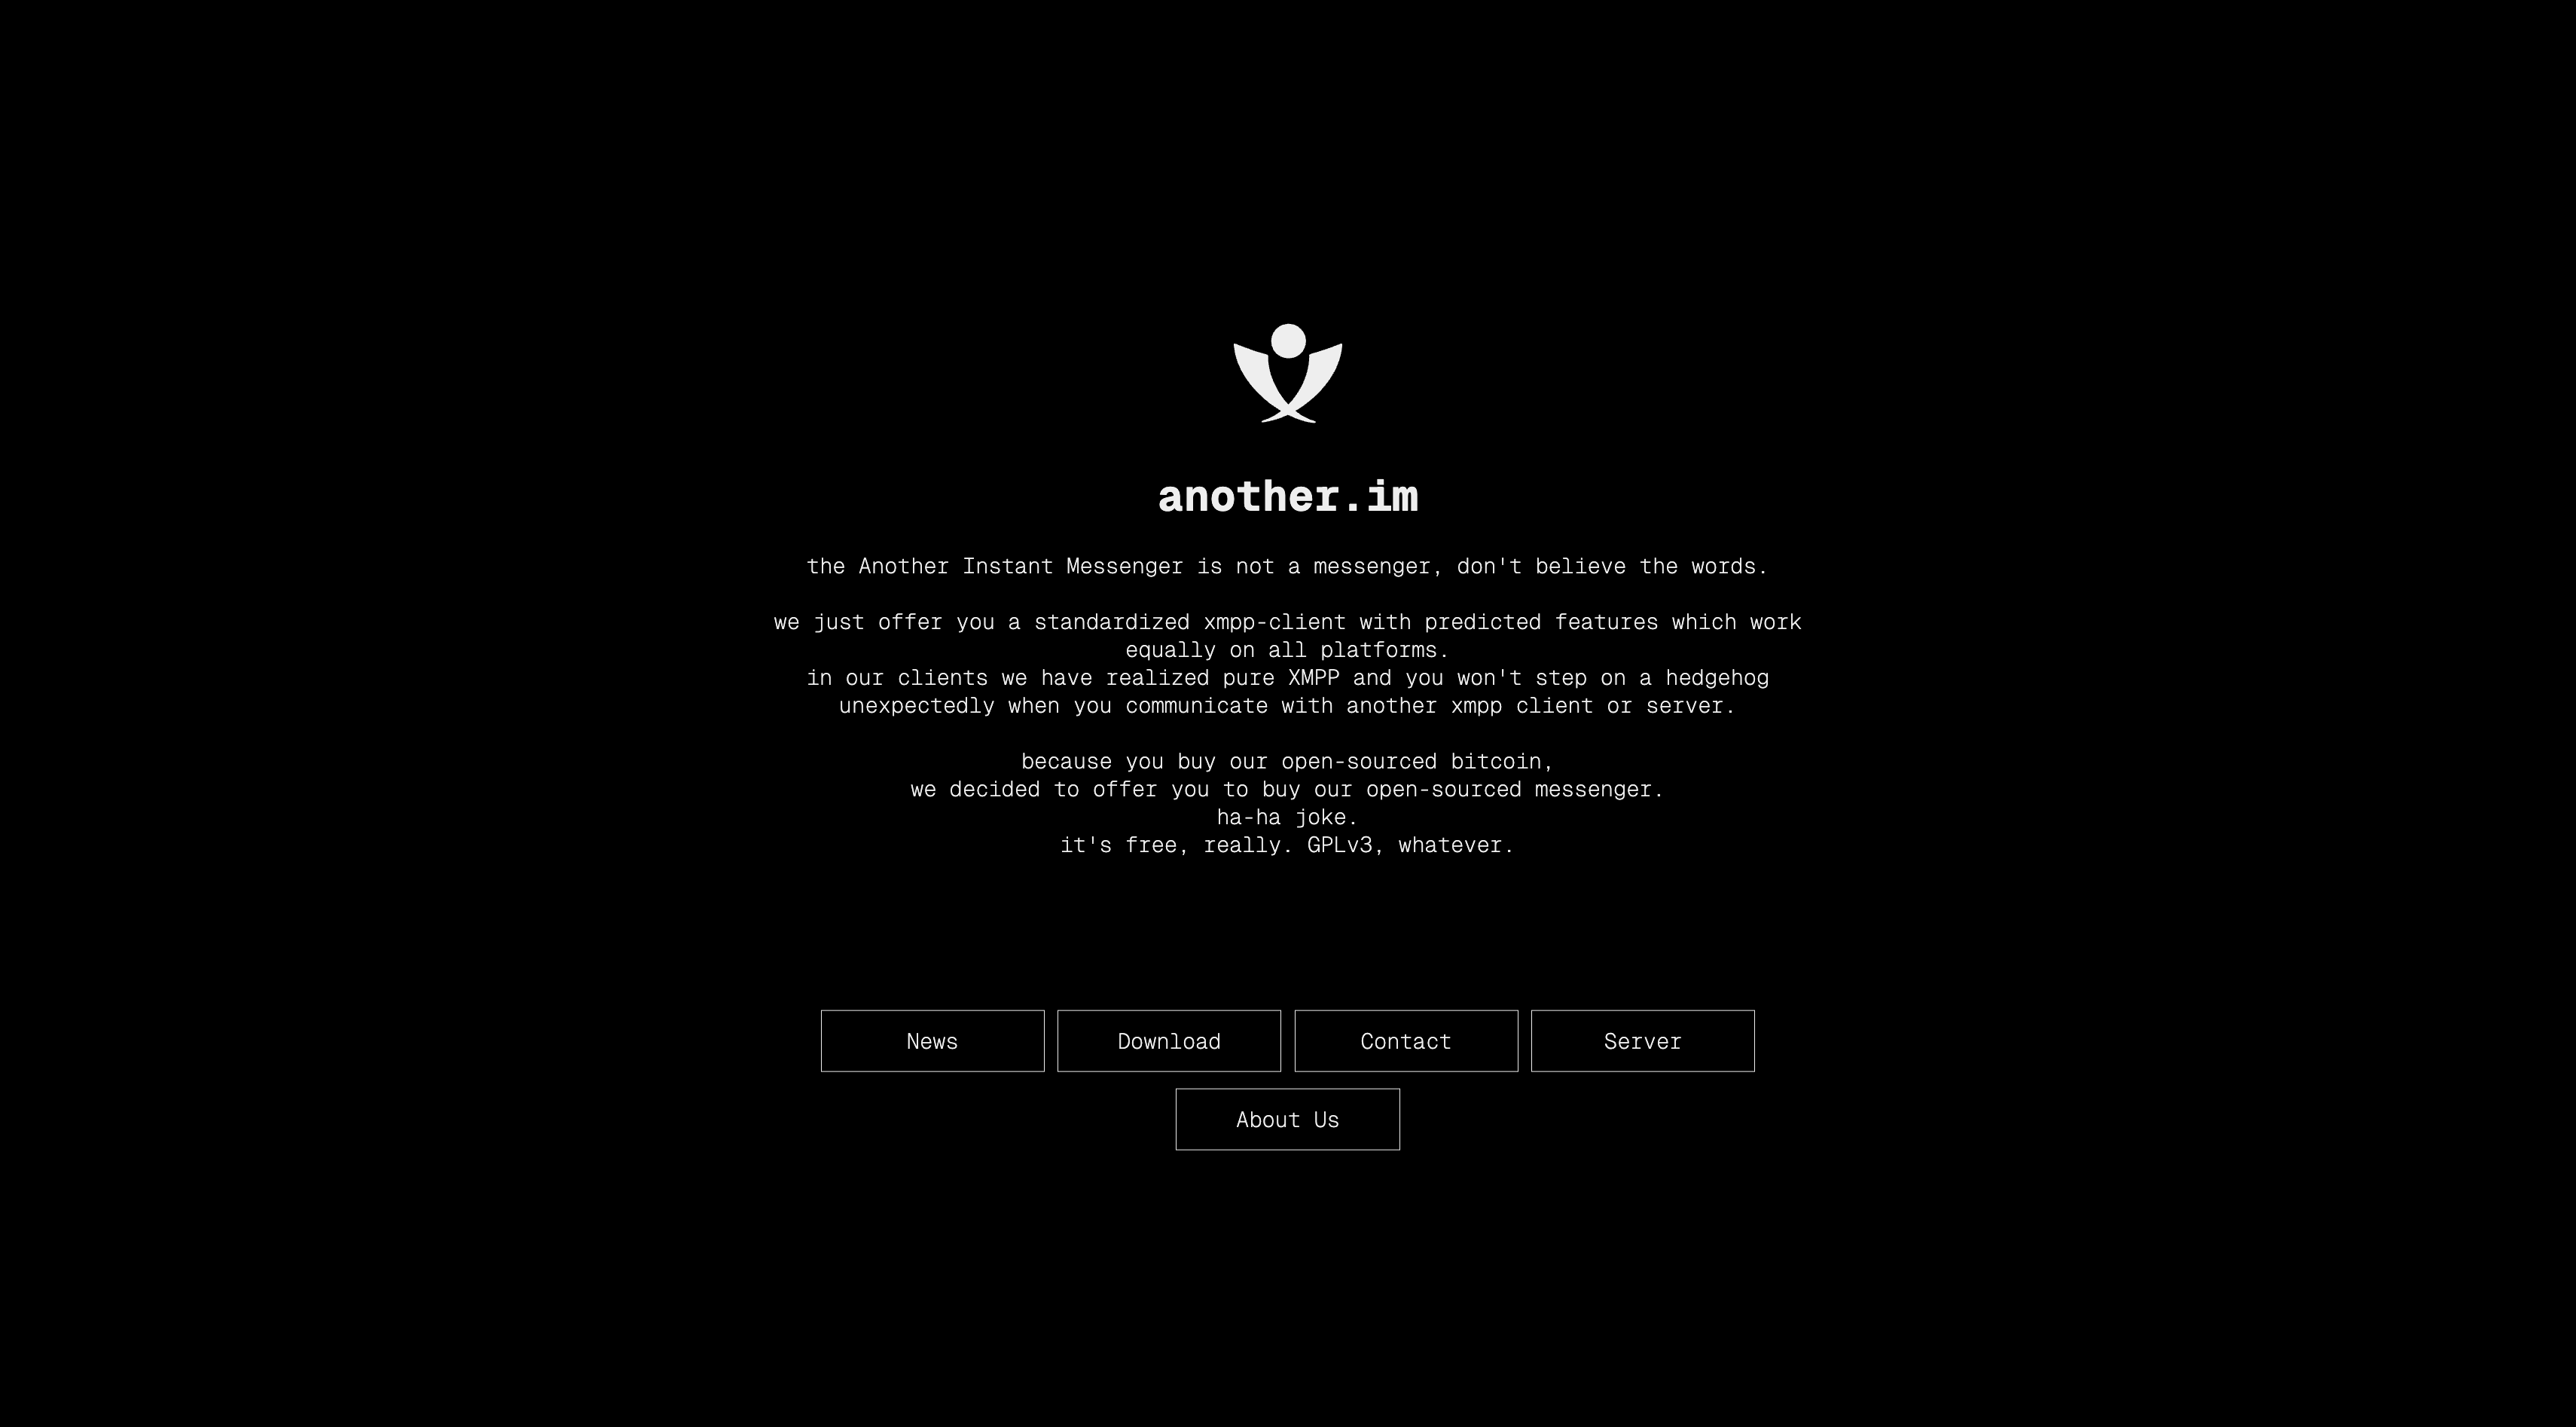 another.im
the Another Instant Messenger is not a messenger, don't believe the words.
we just offer you a standardized xmpp-client with predicted features which work
equally on all platforms.
in our clients we have realized pure XMPP and you won't step on a hedgehog
unexpectedly when you communicate with another xmpp client or server.
because you buy our open-sourced bitcoin,
we decided to offer you to buy our open-sourced messenger.
ha-ha joke.
it's free, really. GPLv3, whatever.
News
Download
Contact
Server
About Us